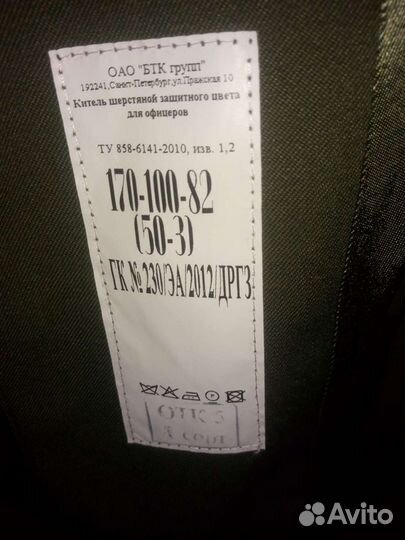 ОАО "БТК групп"
192241,Санкт-Петербург,ул.Пражская 10
Китель шерстяной защитного цвета
для офицеров
ТУ 858-6141-2010, изв. 1,2
170-100-82
(50-3)
ГК № 230/ЭА/2012/ДРГЗ
ОТК 5
сорт
Avito